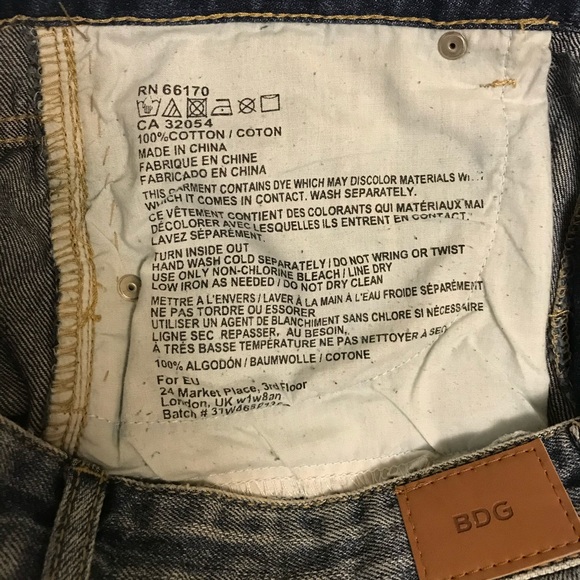 RN 66170
CA 32054
100%COTTON / COTON
MADE IN CHINA
FABRIQUE EN CHINE
FABRICADO EN CHINA
THIS GARMENT CONTAINS DYE WHICH MAY DISCOLOR MATERIALS
WHICH IT COMES IN CONTACT. WASH SEPARATELY.
CE VÊTEMENT CONTIENT DES COLORANTS QUI MATÉRIAUX MAI
DÉCOLORER AVEC LESQUELLES ILS ENTRENT EN CONTACT.
LAVEZ SÉPARÉMENT.
TURN INSIDE OUT
HAND WASH COLD SEPARATELY / DO NOT WRING OR TWIST
USE ONLY NON-CHLORINE BLEACH / LINE DRY
LOW IRON AS NEEDED / DO NOT DRY CLEAN
METTRE A L'ENVERS / LAVER À LA MAIN À L'EAU FROIDE SÉPARÉMENT
NE PAS TORDRE OU ESSORER
UTILISER UN AGENT DE BLANCHIMENT SANS CHLORE SI NÉCESSAIRE
LIGNE SEC REPASSER, AU BESOIN,
À TRÈS BASSE TEMPÉRATURE NE PAS NETTOYER À
100% ALGODÓN / BAUMWOLLE / COTONE
For EU
24 Market Place, 3rd Floor
London, UK w1w8an
Batch #
BDG